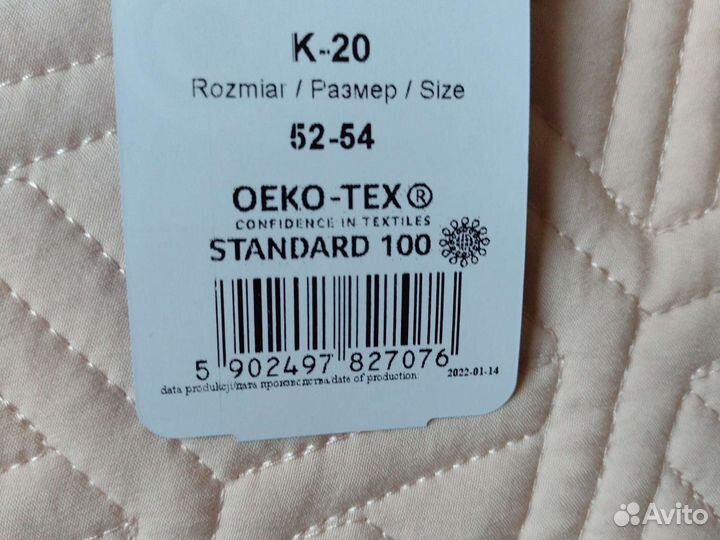 K-20
Rozmiar / Размер / Size
52-54
OEKO-TEX®
CONFIDENCE IN TEXTILES
STANDARD 100
5 902497 827076
data produkcji/дата производства/date of production: 2022-01-14
Avito